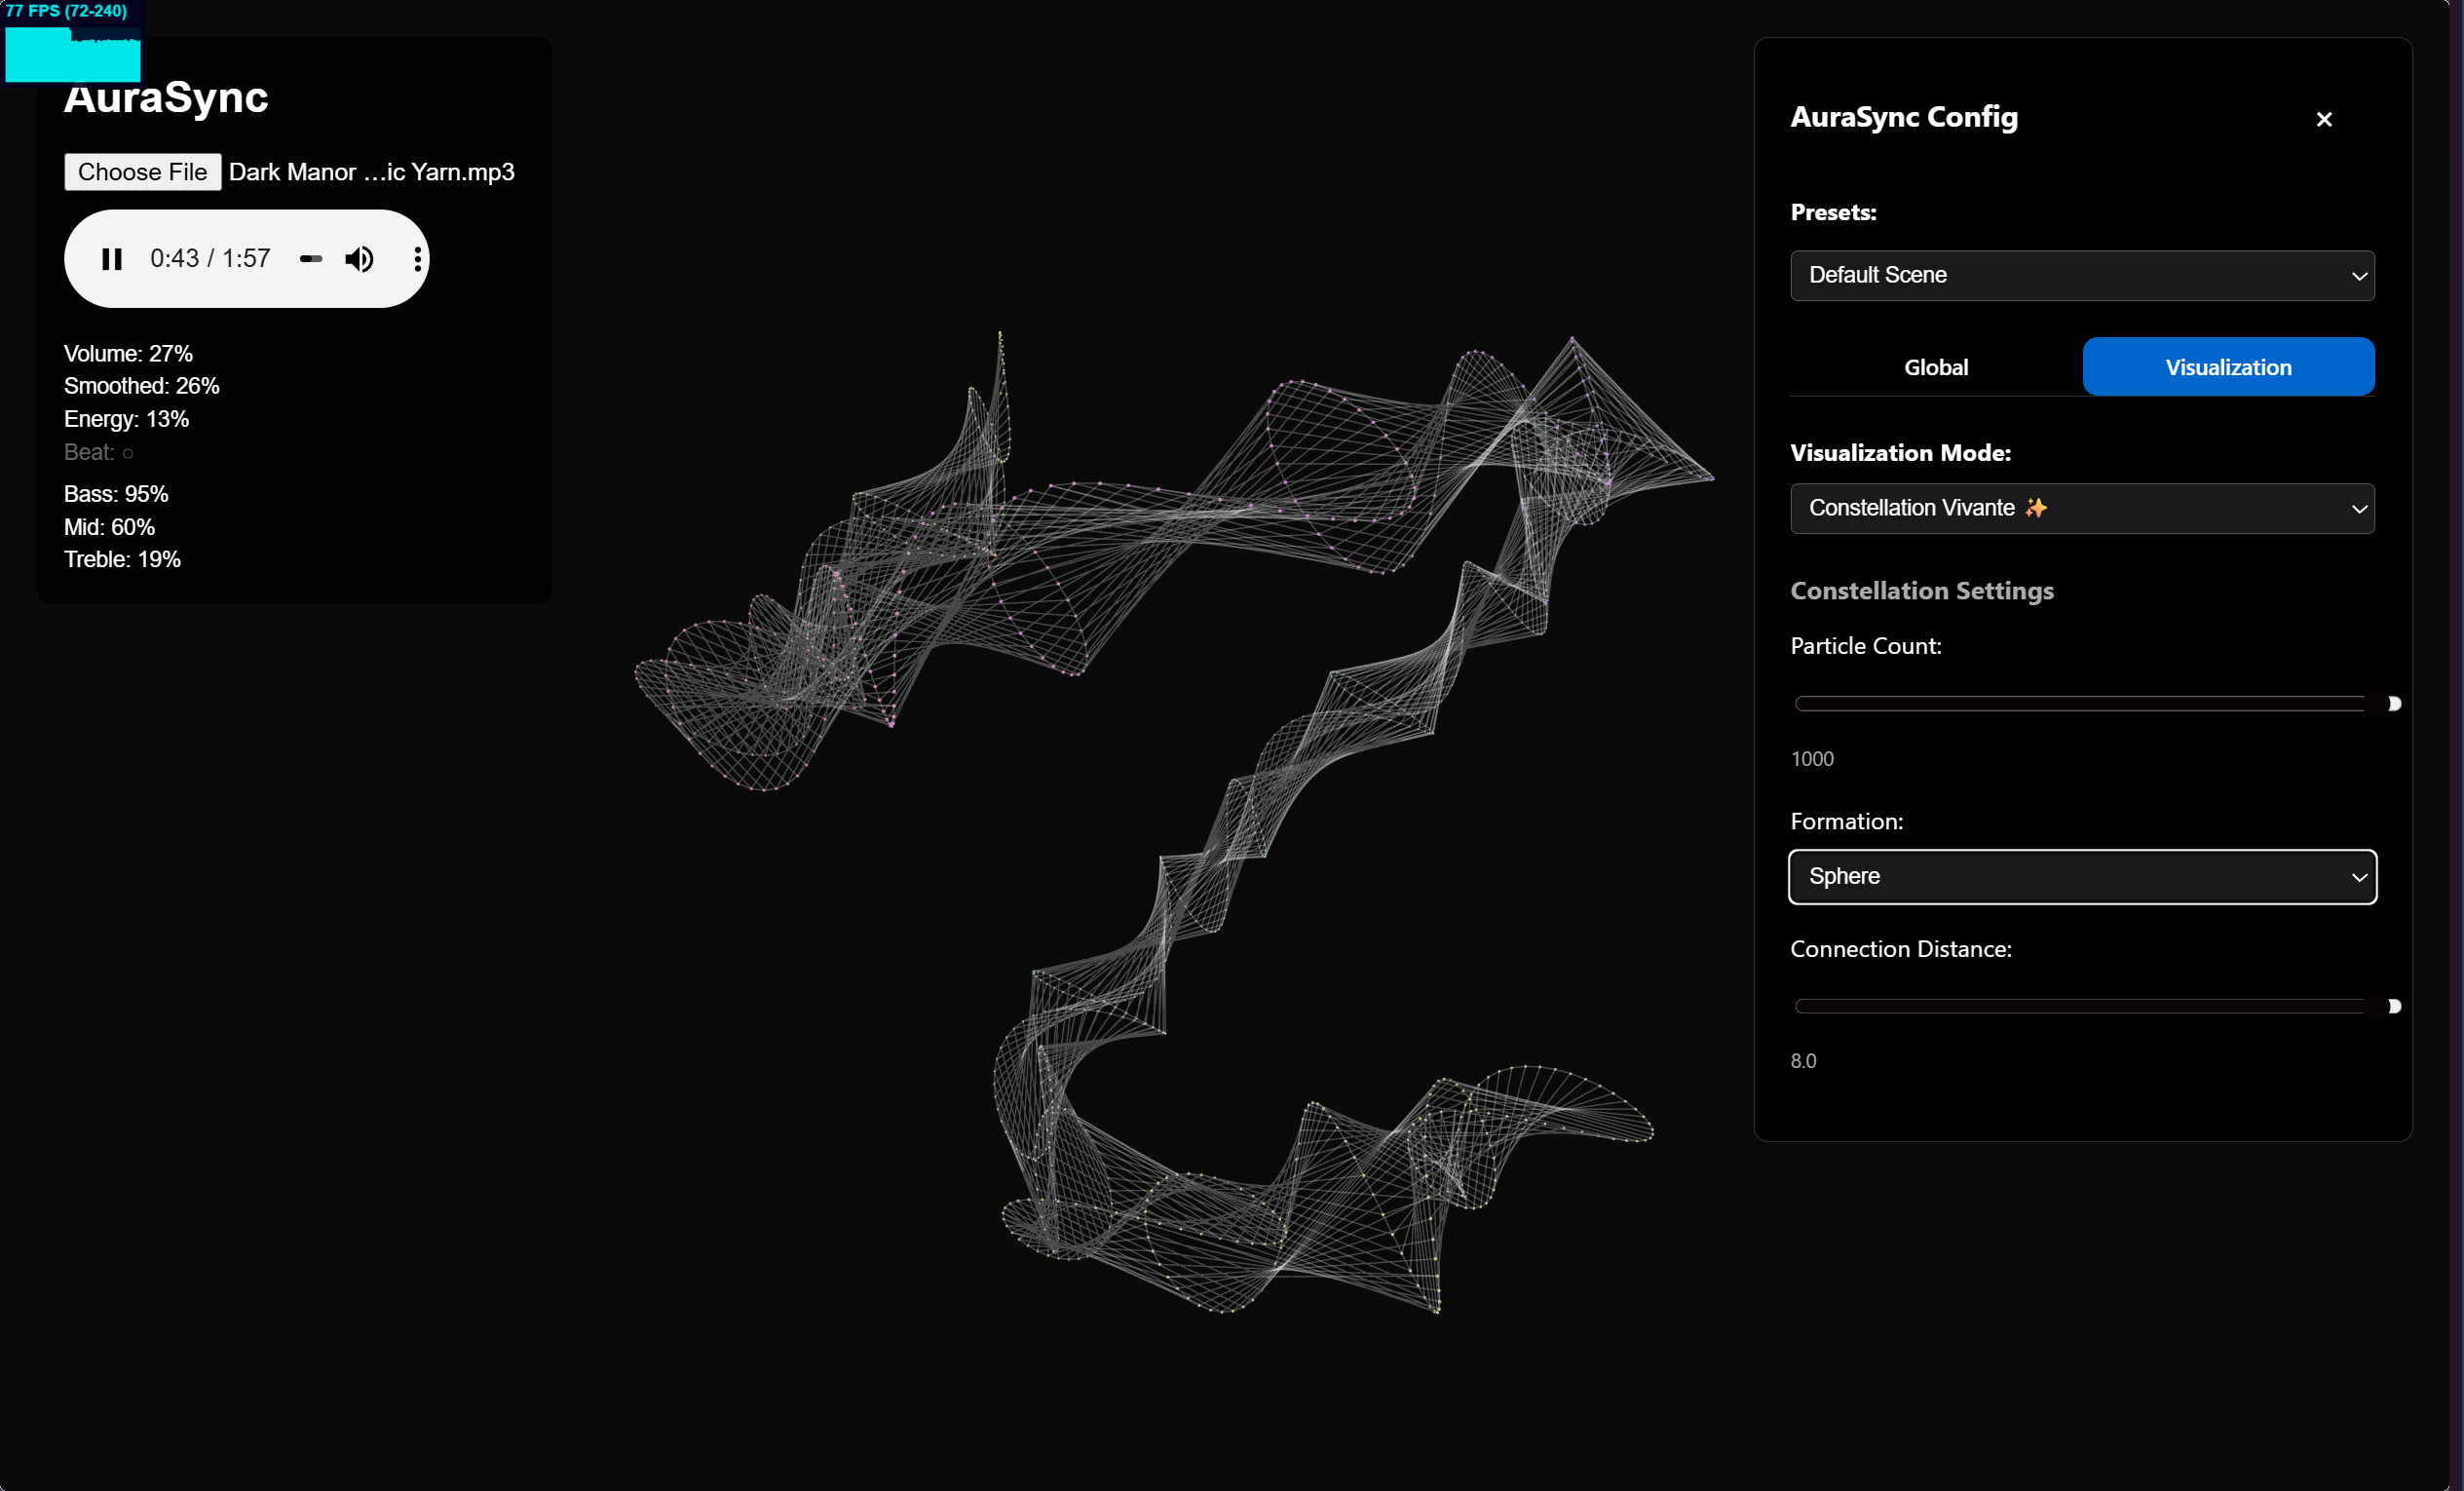 77 FPS (72-240)
AuraSync
Choose File Dark Manor ...ic Yarn.mp3
0:43 / 1:57
Volume: 27%
Smoothed: 26%
Energy: 13%
Beat: ○
Bass: 95%
Mid: 60%
Treble: 19%
AuraSync Config
×
Presets:
Default Scene
Global Visualization
Visualization Mode:
Constellation Vivante ✨
Constellation Settings
Particle Count:
1000
Formation:
Sphere
Connection Distance:
8.0